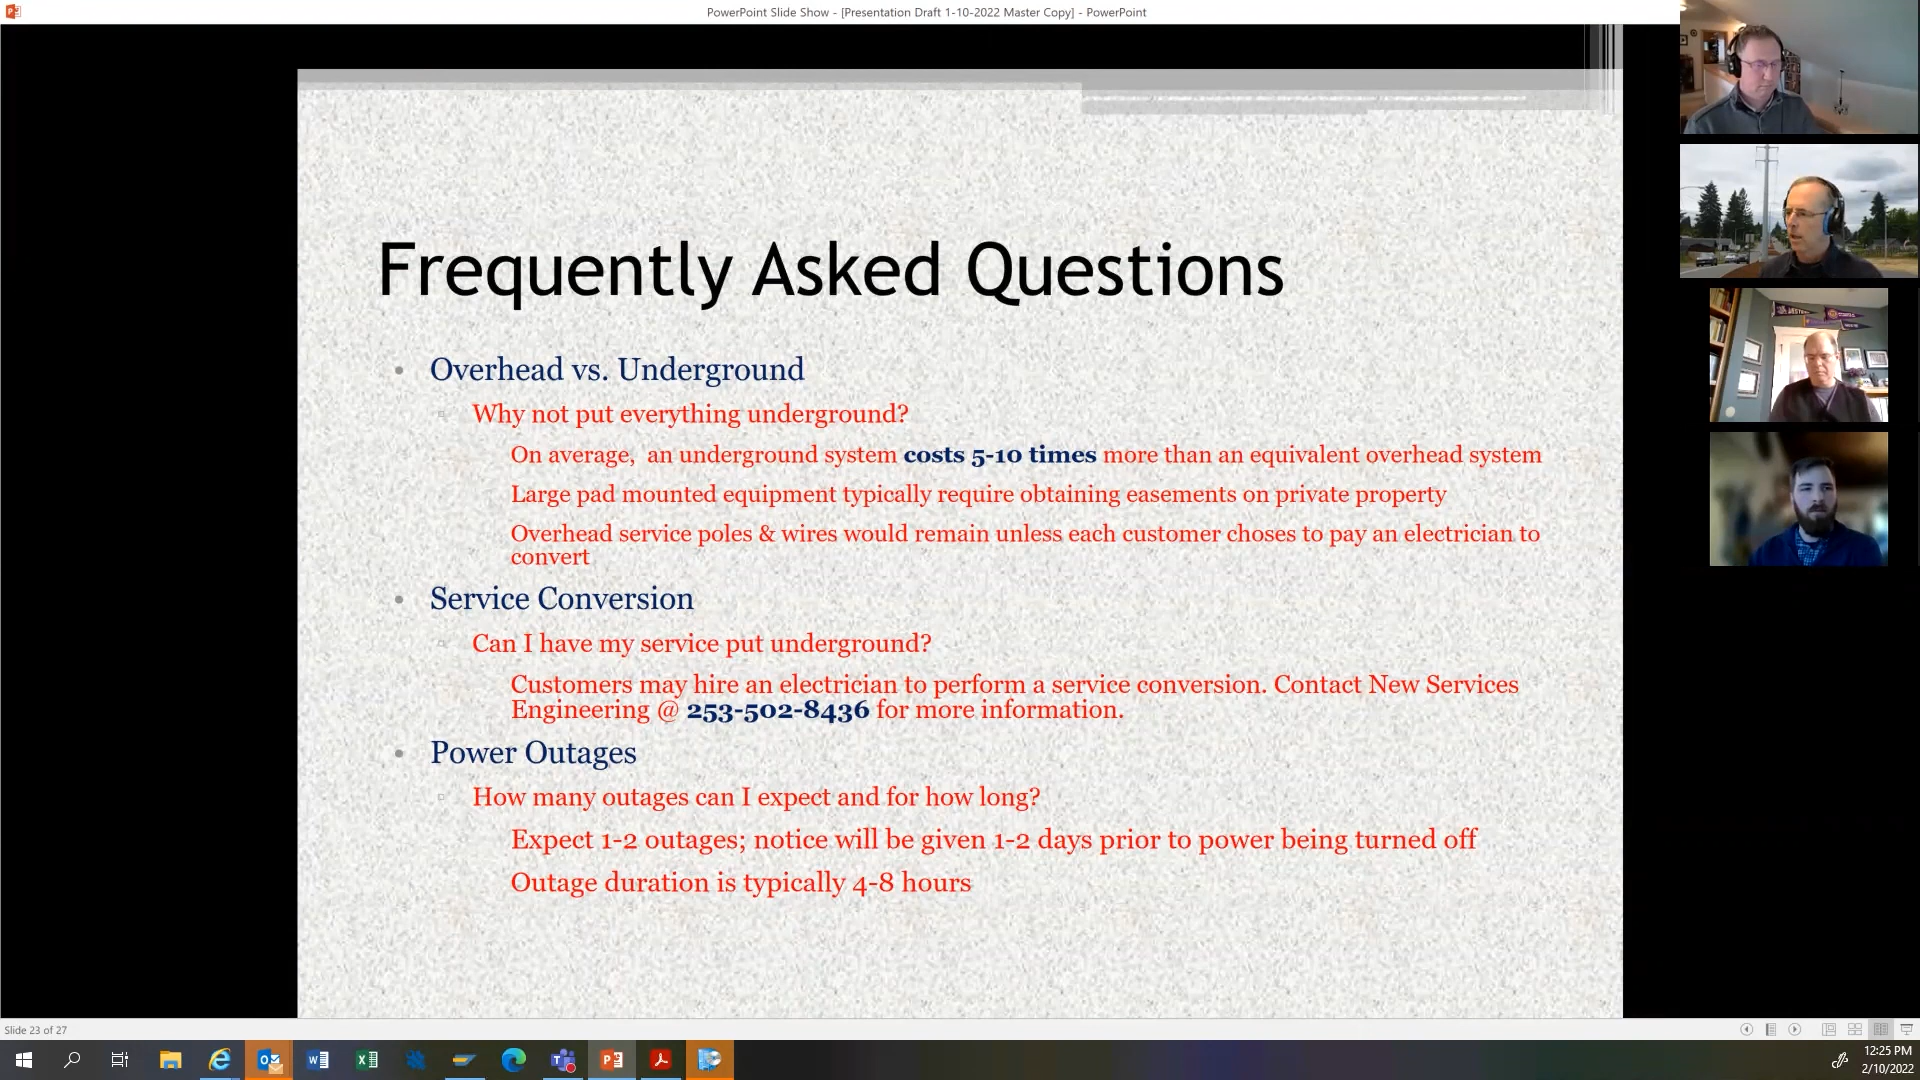 PowerPoint Slide Show - [Presentation Draft 1-10-2022 Master Copy] - PowerPoint
Frequently Asked Questions
Overhead vs. Underground
Why not put everything underground?
On average, an underground system costs 5-10 times more than an equivalent overhead system
Large pad mounted equipment typically require obtaining easements on private property
Overhead service poles & wires would remain unless each customer choses to pay an electrician to
convert
Service Conversion
Can I have my service put underground?
Customers may hire an electrician to perform a service conversion. Contact New Services
Engineering @ 253-502-8436 for more information.
Power Outages
How many outages can I expect and for how long?
Expect 1-2 outages; notice will be given 1-2 days prior to power being turned off
Outage duration is typically 4-8 hours
Slide 23 of 27
12:25 PM
2/10/2022